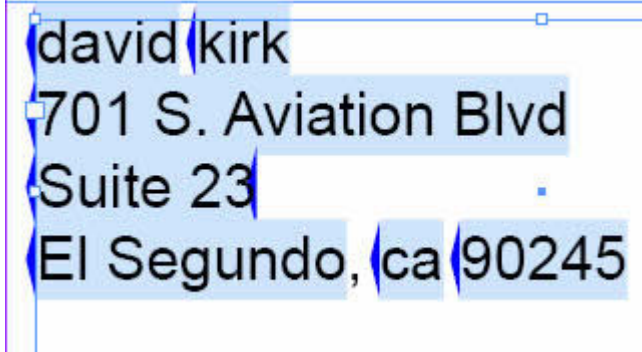 david kirk
701 S. Aviation Blvd
Suite 23
El Segundo, ca 90245